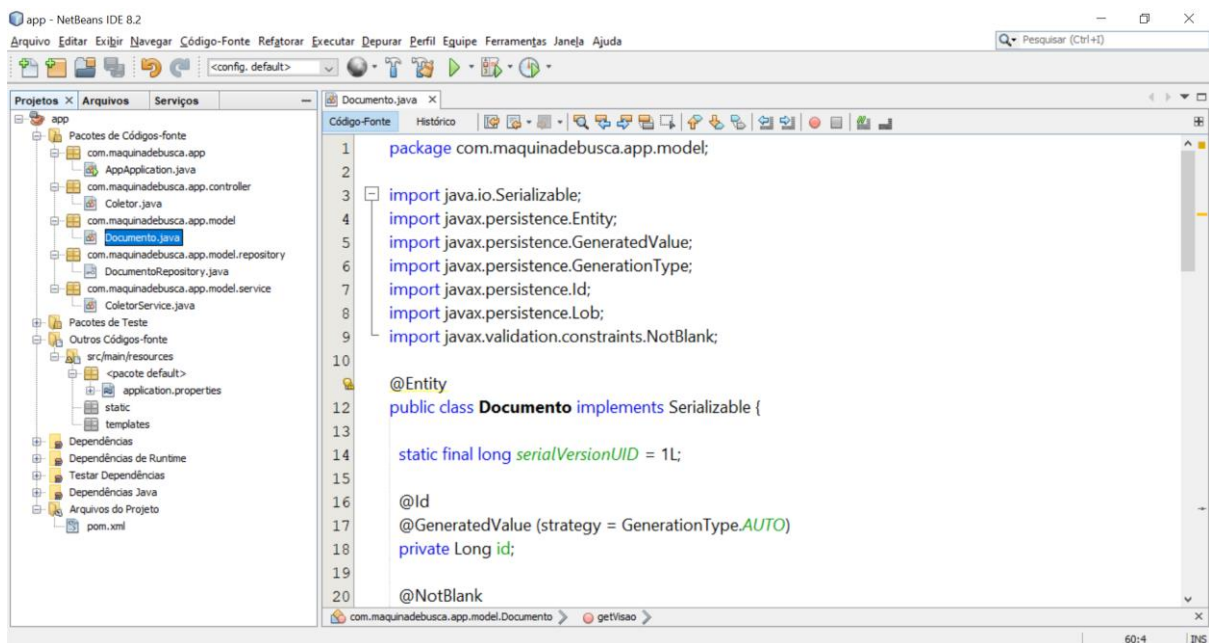 app - NetBeans IDE 8.2
Arquivo Editar Exibir Navegar Código-Fonte Refatorar Executar Depurar Perfil Equipe Ferramentas Janela Ajuda
Pesquisar (Ctrl+I)
<config. default>
Projetos Arquivos Serviços
app
Pacotes de Códigos-fonte
com.maquinadebusca.app
AppApplication.java
com.maquinadebusca.app.controller
Coletor.java
com.maquinadebusca.app.model
Documento.java
com.maquinadebusca.app.model.repository
DocumentoRepository.java
com.maquinadebusca.app.model.service
ColetorService.java
Pacotes de Teste
Outros Códigos-fonte
src/main/resources
<pacote default>
application.properties
static
templates
Dependências
Dependências de Runtime
Testar Dependências
Dependências Java
Arquivos do Projeto
pom.xml
Documento.java
Código-Fonte Histórico
1 package com.maquinadebusca.app.model;
2
3 import java.io.Serializable;
4 import javax.persistence.Entity;
5 import javax.persistence.GeneratedValue;
6 import javax.persistence.GenerationType;
7 import javax.persistence.Id;
8 import javax.persistence.Lob;
9 import javax.validation.constraints.NotBlank;
10
@Entity
12 public class Documento implements Serializable {
13
14 static final long serialVersionUID = 1L;
15
16 @Id
17 @GeneratedValue (strategy = GenerationType.AUTO)
18 private Long id;
19
20 @NotBlank
com.maquinadebusca.app.model.Documento getVisao
60:4 INS